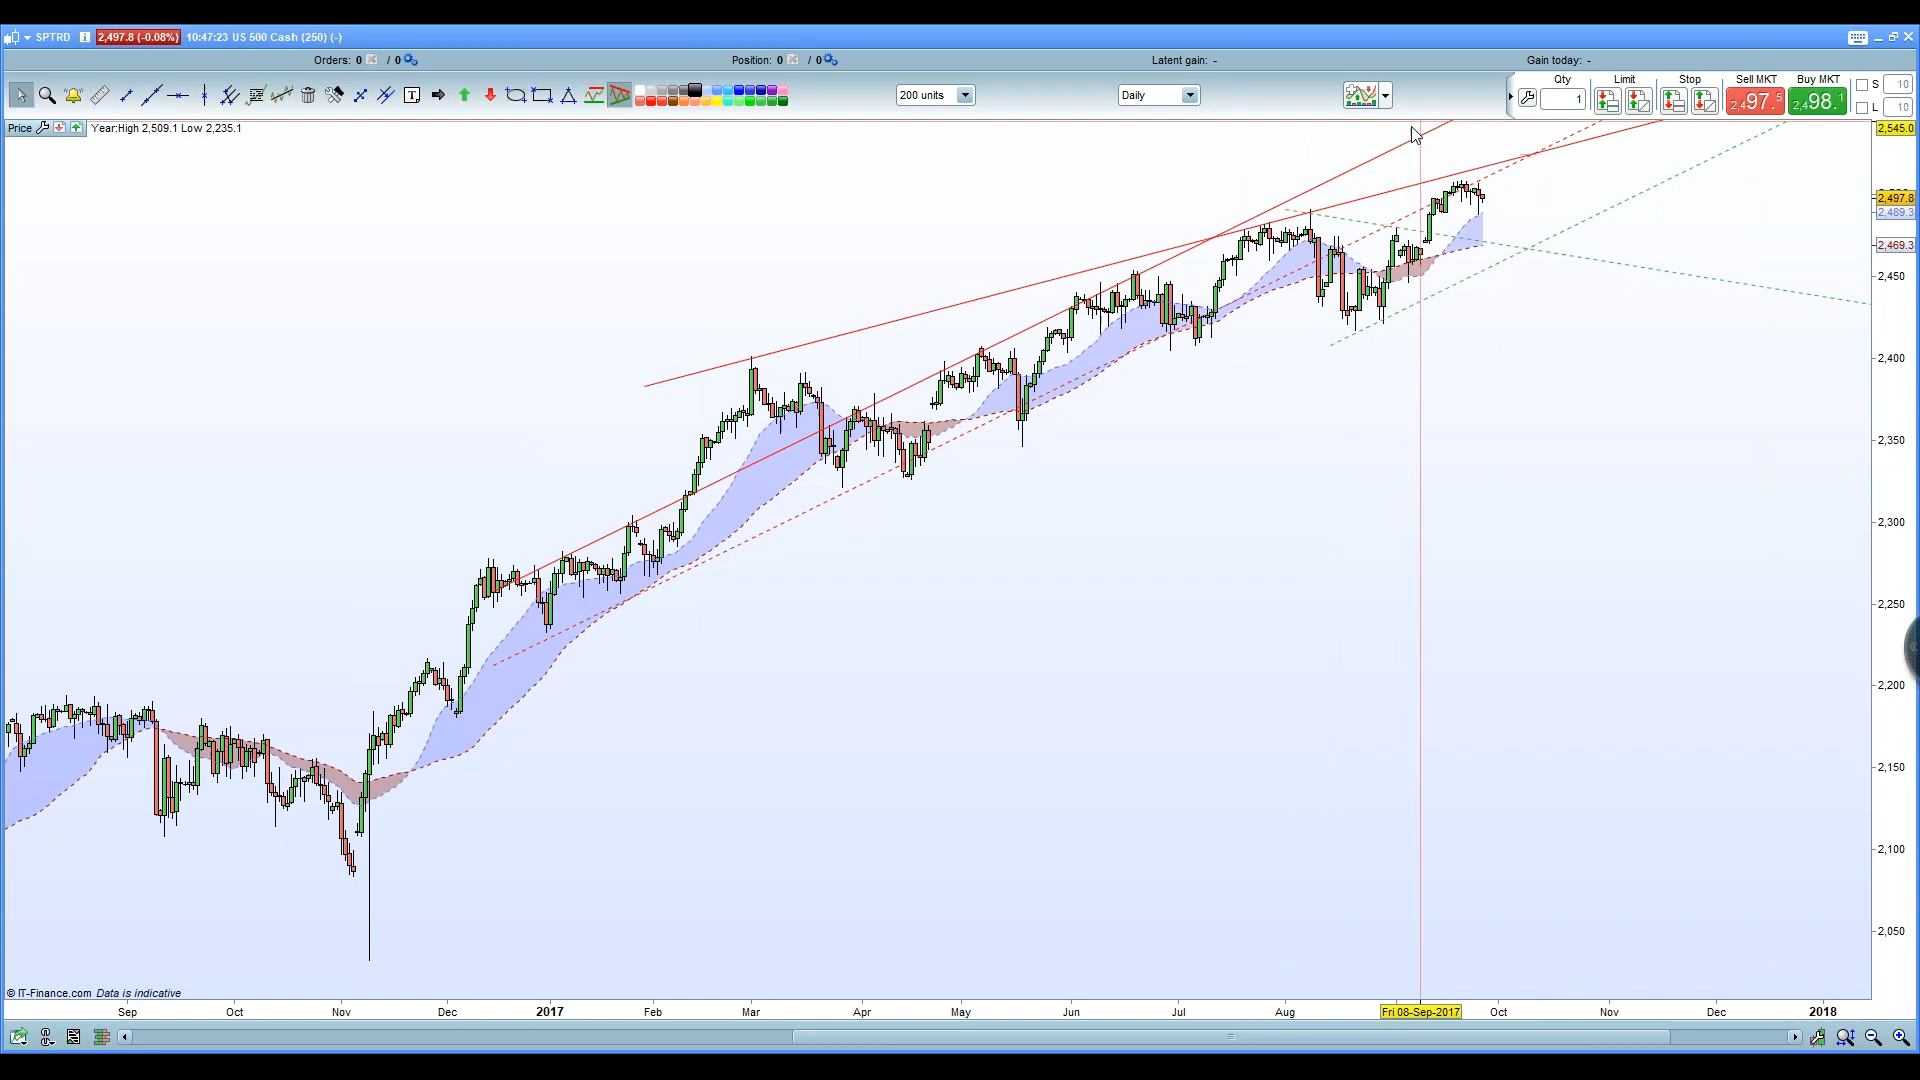 SPTRD i 2,497.8 (-0.08%) 10:47:23 US 500 Cash (250) (-)
Orders: 0 / 0 Position: 0 / 0 Latent gain: - Gain today: -
200 units Daily
Qty Limit Stop Sell MKT Buy MKT
1 2,497.5 2,498.1
S 10
L 10
Price Year:High 2,509.1 Low 2,235.1
2,545.0
2,497.8
2,489.3
2,469.3
2,450
2,400
2,350
2,300
2,250
2,200
2,150
2,100
2,050
© IT-Finance.com Data is indicative
Sep Oct Nov Dec 2017 Feb Mar Apr May Jun Jul Aug Fri 08-Sep-2017 Oct Nov Dec 2018